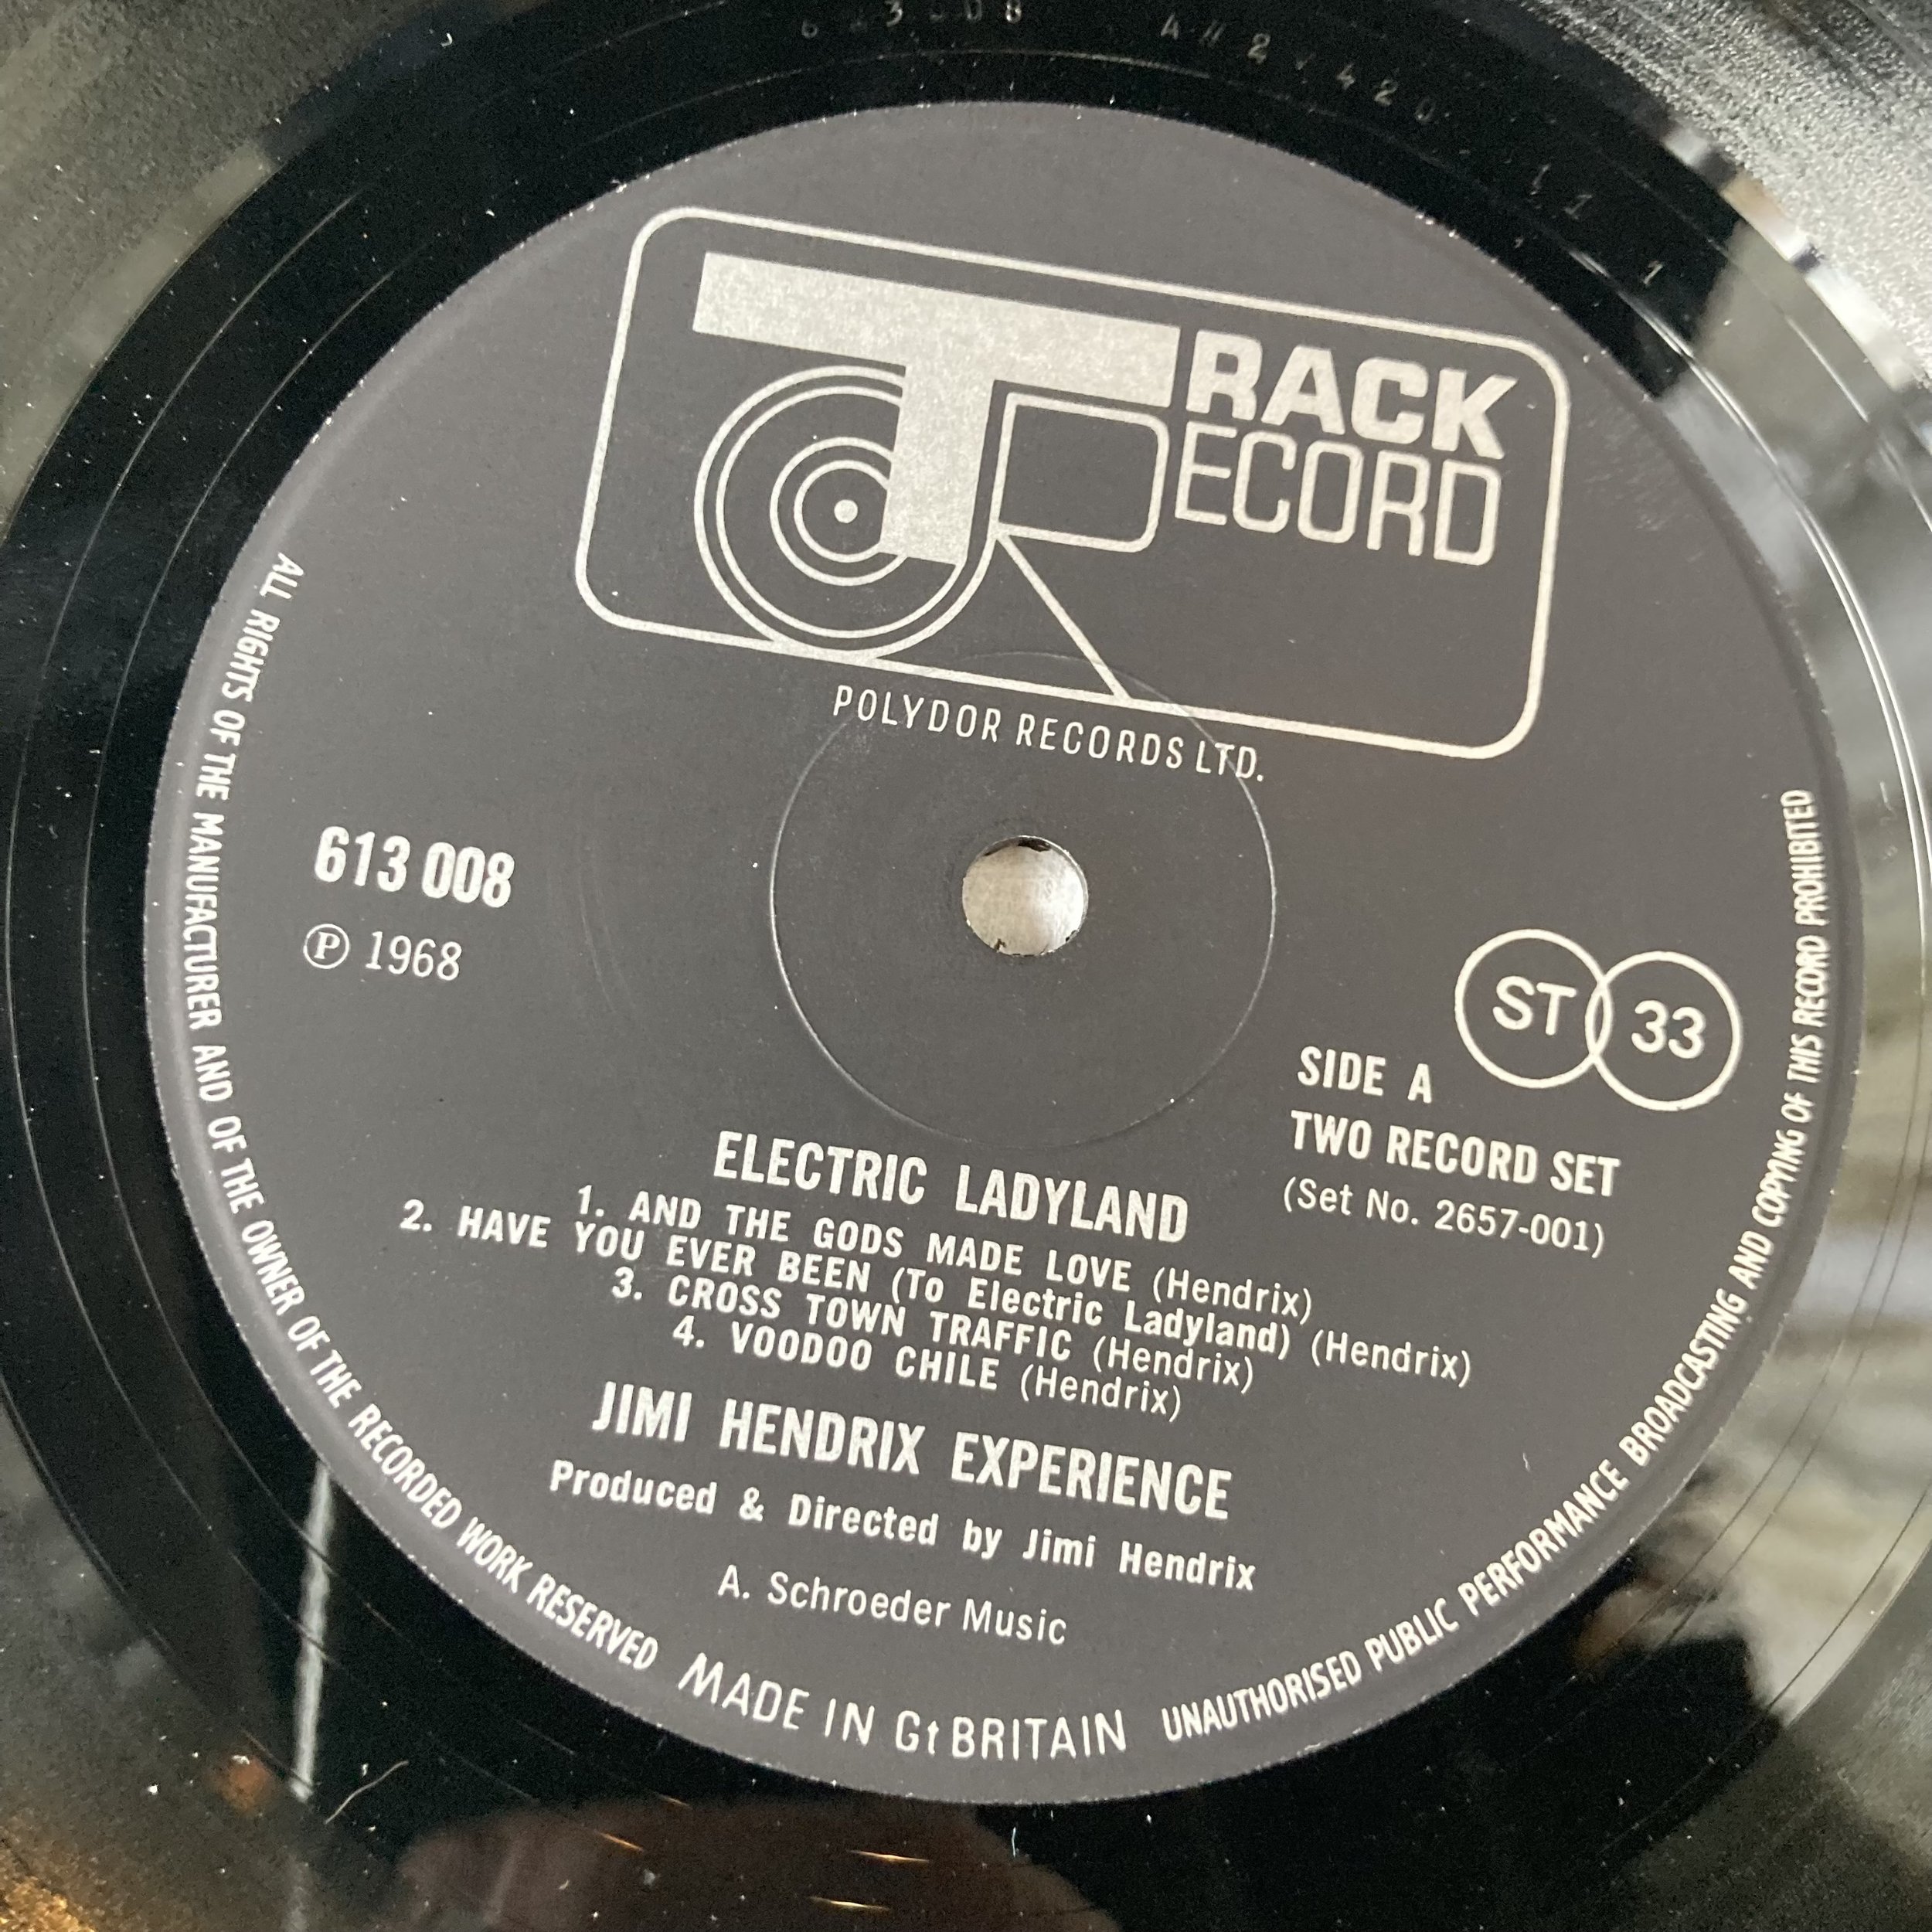 TRACK
RECORD
POLYDOR RECORDS LTD.
613 008
Ⓟ 1968
ST 33
SIDE A
TWO RECORD SET
(Set No. 2657-001)
ELECTRIC LADYLAND
1. AND THE GODS MADE LOVE (Hendrix)
2. HAVE YOU EVER BEEN (To Electric Ladyland) (Hendrix)
3. CROSS TOWN TRAFFIC (Hendrix)
4. VOODOO CHILE (Hendrix)
JIMI HENDRIX EXPERIENCE
Produced & Directed by Jimi Hendrix
A. Schroeder Music
ALL RIGHTS OF THE MANUFACTURER AND OF THE OWNER OF THE RECORDED WORK RESERVED MADE IN Gt BRITAIN UNAUTHORISED PUBLIC PERFORMANCE BROADCASTING AND COPYING OF THIS RECORD PROHIBITED